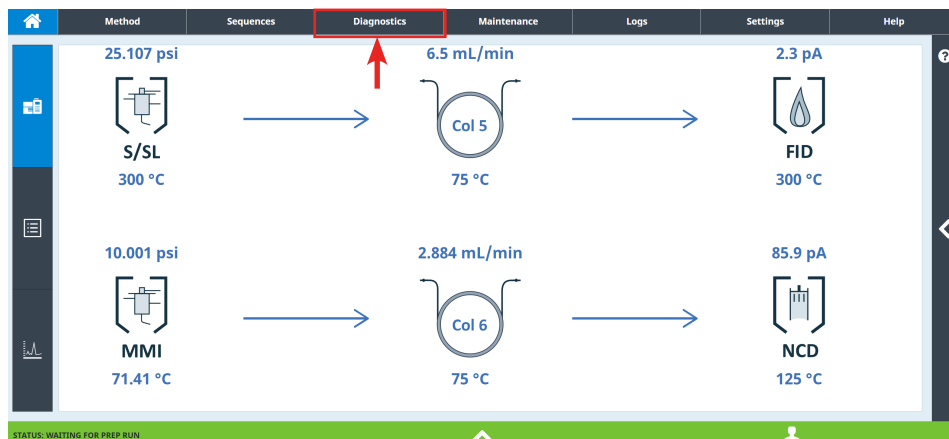 Method Sequences Diagnostics Maintenance Logs Settings Help
25.107 psi 6.5 mL/min 2.3 pA
Col 5
S/SL FID
300 °C 75 °C 300 °C
10.001 psi 2.884 mL/min 85.9 pA
Col 6
MMI NCD
71.41 °C 75 °C 125 °C
STATUS: WAITING FOR PREP RUN